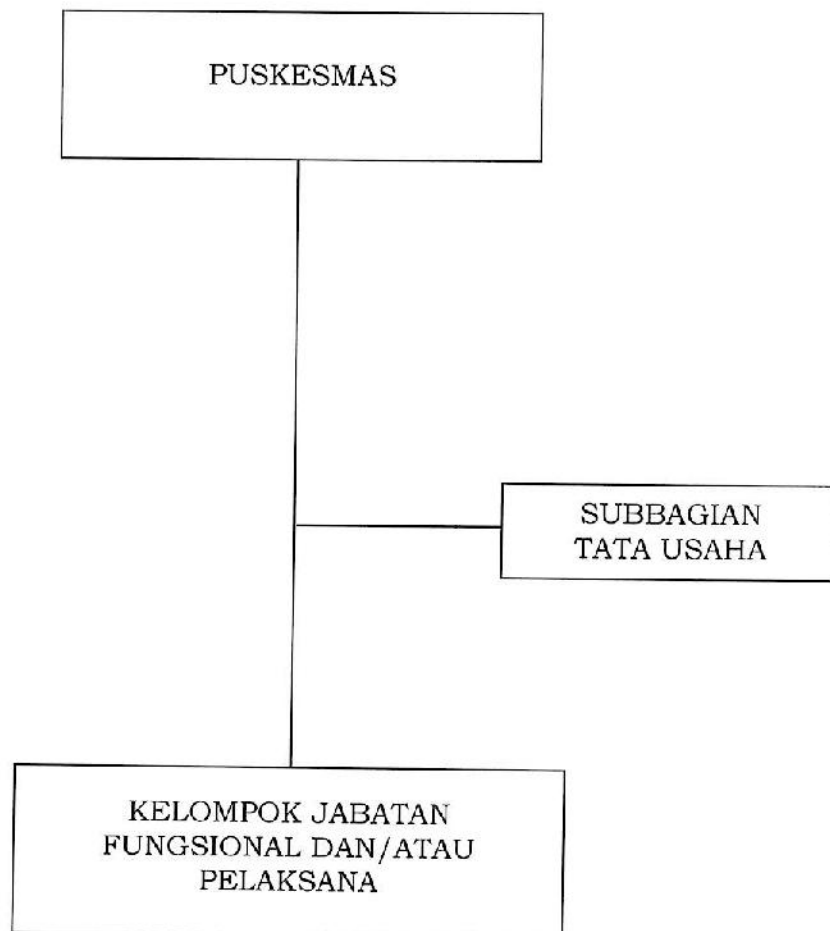 PUSKESMAS
SUBBAGIAN
TATA USAHA
KELOMPOK JABATAN
FUNGSIONAL DAN/ATAU
PELAKSANA